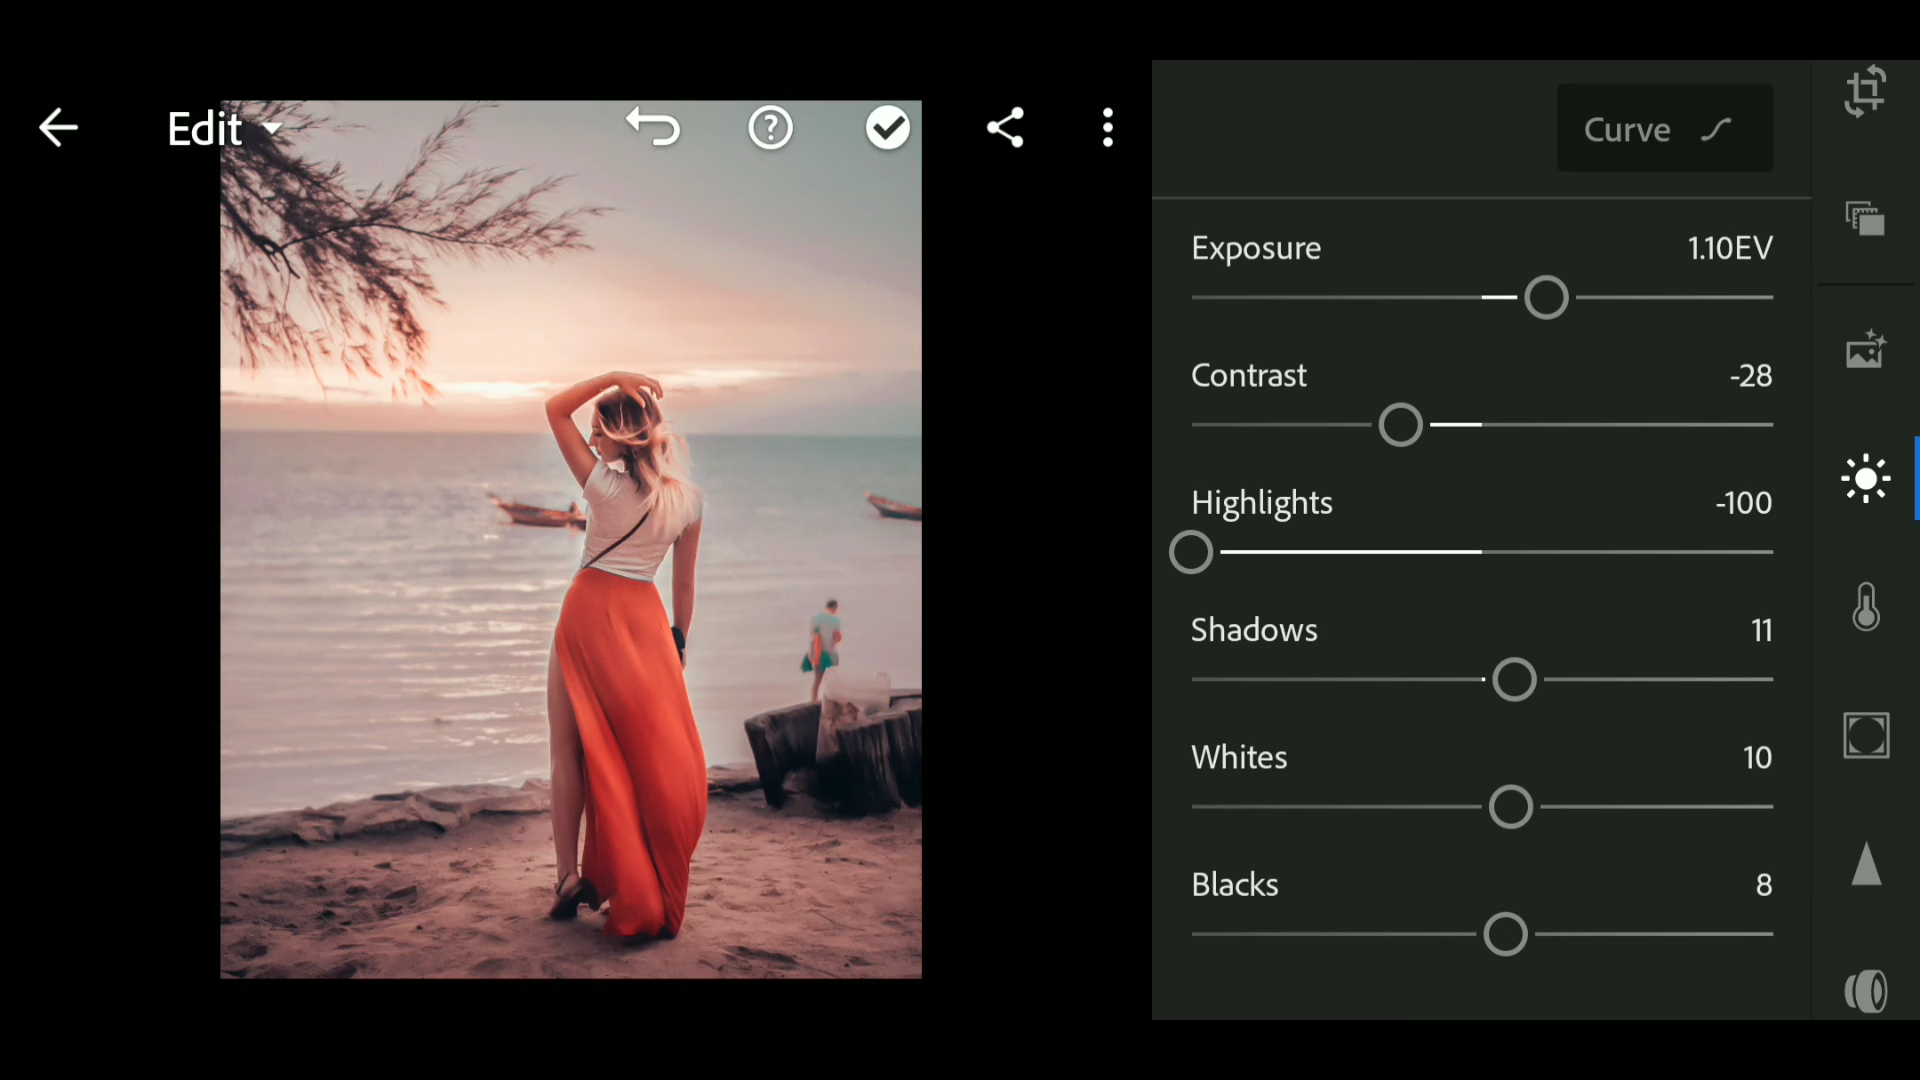 Edit
Curve
Exposure 1.10EV
Contrast -28
Highlights -100
Shadows 11
Whites 10
Blacks 8